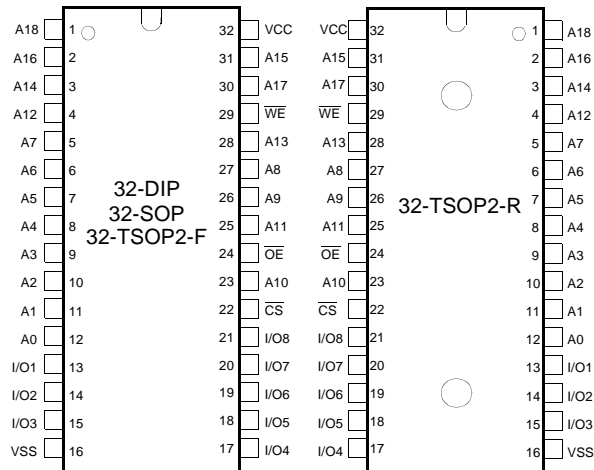 A18 1 32 VCC VCC 32 1 A18
A16 2 31 A15 A15 31 2 A16
A14 3 30 A17 A17 30 3 A14
A12 4 29 WE WE 29 4 A12
A7 5 28 A13 A13 28 5 A7
A6 6 27 A8 A8 27 6 A6
A5 7 26 A9 A9 26 7 A5
A4 8 25 A11 A11 25 8 A4
A3 9 24 OE OE 24 9 A3
A2 10 23 A10 A10 23 10 A2
A1 11 22 CS CS 22 11 A1
A0 12 21 I/O8 I/O8 21 12 A0
I/O1 13 20 I/O7 I/O7 20 13 I/O1
I/O2 14 19 I/O6 I/O6 19 14 I/O2
I/O3 15 18 I/O5 I/O5 18 15 I/O3
VSS 16 17 I/O4 I/O4 17 16 VSS
32-DIP
32-SOP
32-TSOP2-F
32-TSOP2-R